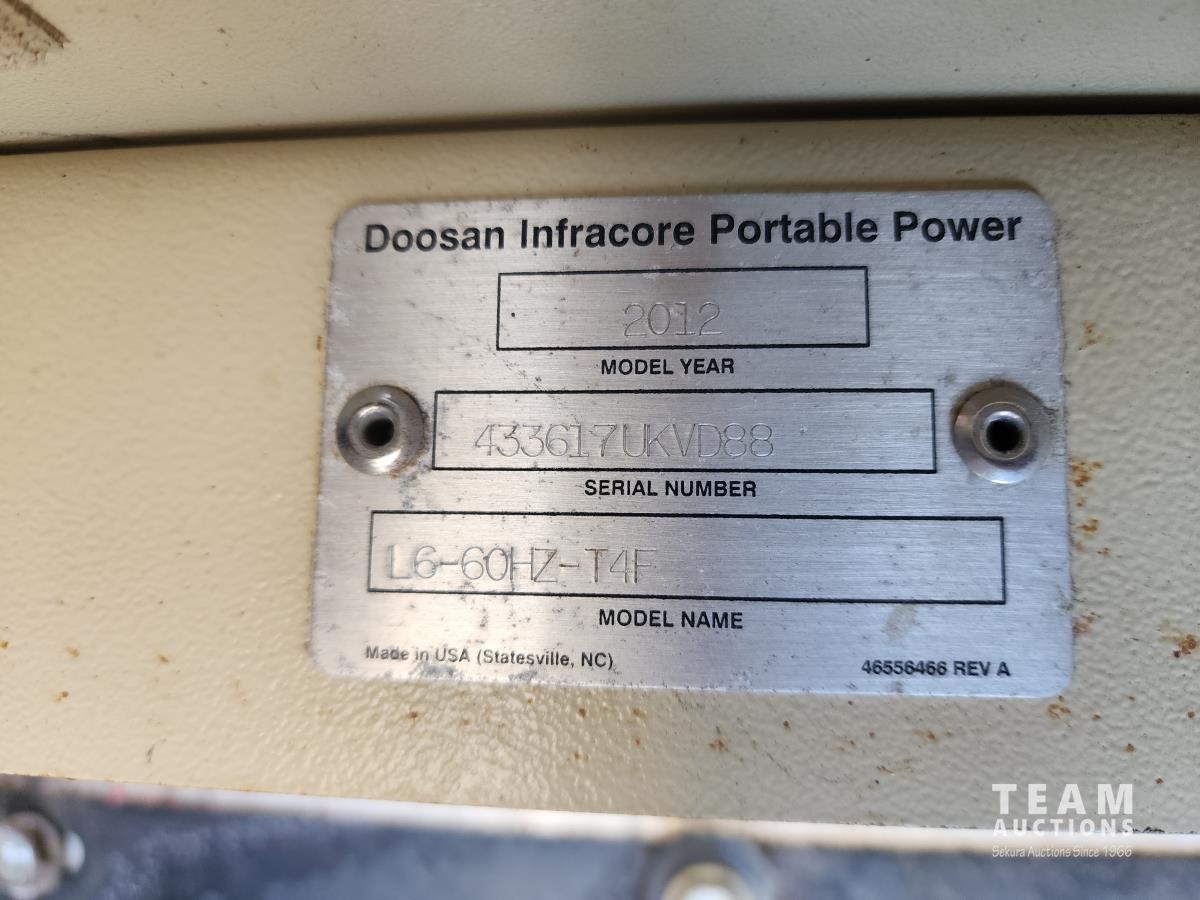 Doosan Infracore Portable Power
2012
MODEL YEAR
433617UKVD88
SERIAL NUMBER
L6-60HZ-T4F
MODEL NAME
Made in USA (Statesville, NC)
46556466 REV A
TEAM
AUCTIONS
Sekura Auctions Since 1966